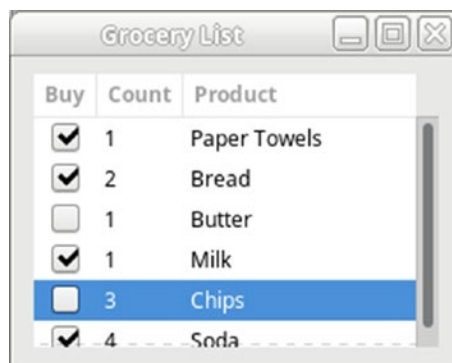 Grocery List
Buy Count Product
1 Paper Towels
2 Bread
1 Butter
1 Milk
3 Chips
4 Soda